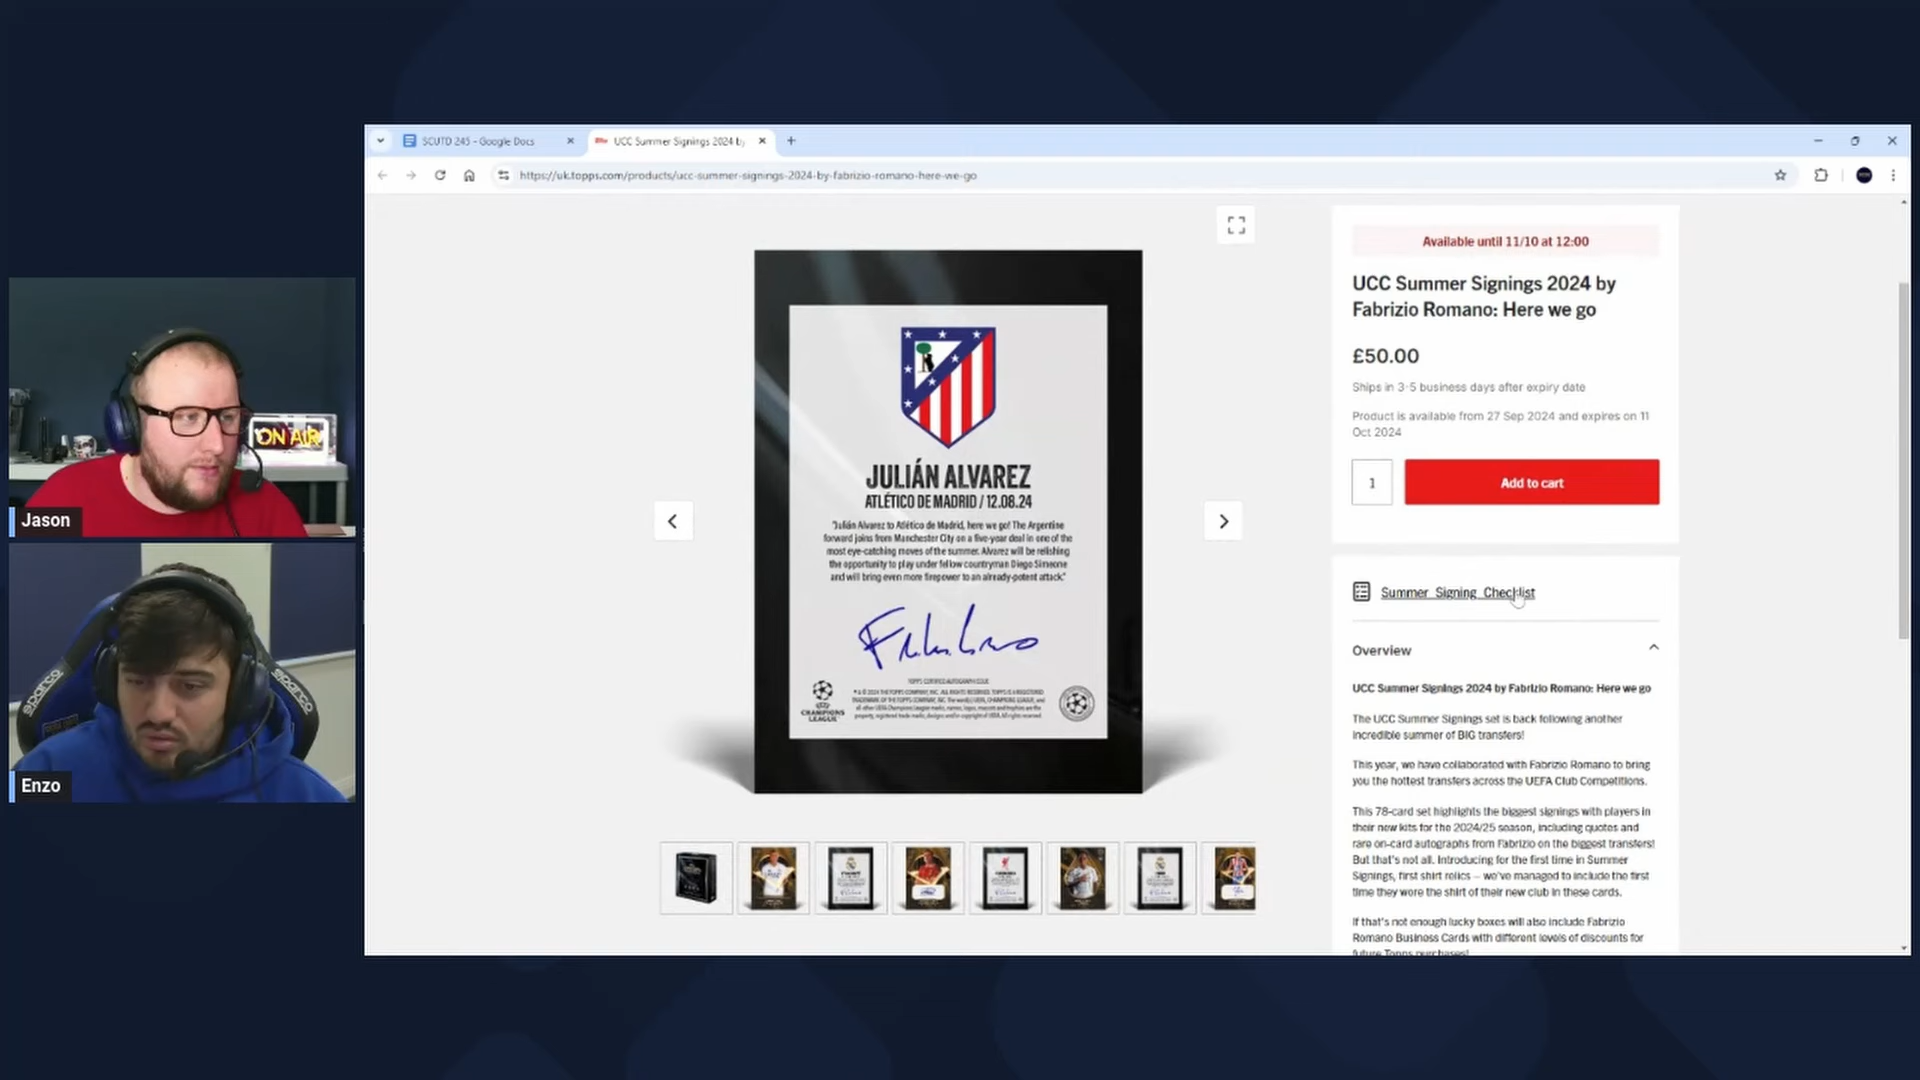 SCUTD 245 - Google Docs
UCC Summer Signings 2024 by
https://uk.topps.com/products/ucc-summer-signings-2024-by-fabrizio-romano-here-we-go
Available until 11/10 at 12:00
UCC Summer Signings 2024 by
Fabrizio Romano: Here we go
£50.00
Ships in 3-5 business days after expiry date
Product is available from 27 Sep 2024 and expires on 11
Oct 2024
1
Add to cart
Summer_Signing_Checklist
Overview
UCC Summer Signings 2024 by Fabrizio Romano: Here we go
The UCC Summer Signings set is back following another
incredible summer of BIG transfers!
This year, we have collaborated with Fabrizio Romano to bring
you the hottest transfers across the UEFA Club Competitions.
This 78-card set highlights the biggest signings with players in
their new kits for the 2024/25 season, including quotes and
rare on-card autographs from Fabrizio on the biggest transfers!
But that's not all. Introducing for the first time in Summer
Signings, first shirt relics – we've managed to include the first
time they wore the shirt of their new club in these cards.
If that's not enough lucky boxes will also include Fabrizio
Romano Business Cards with different levels of discounts for
future Topps purchases!
JULIÁN ALVAREZ
ATLÉTICO DE MADRID / 12.08.24
"Julián Alvarez to Atlético de Madrid, here we go! The Argentine
forward joins from Manchester City on a five-year deal in one of the
most eye-catching moves of the summer. Alvarez will be relishing
the opportunity to play under fellow countryman Diego Simeone
and will bring even more firepower to an already-potent attack."
TOPPS CERTIFIED AUTOGRAPH ISSUE
CHAMPIONS
LEAGUE
ON AIR
Jason
sparco
sparco
Enzo